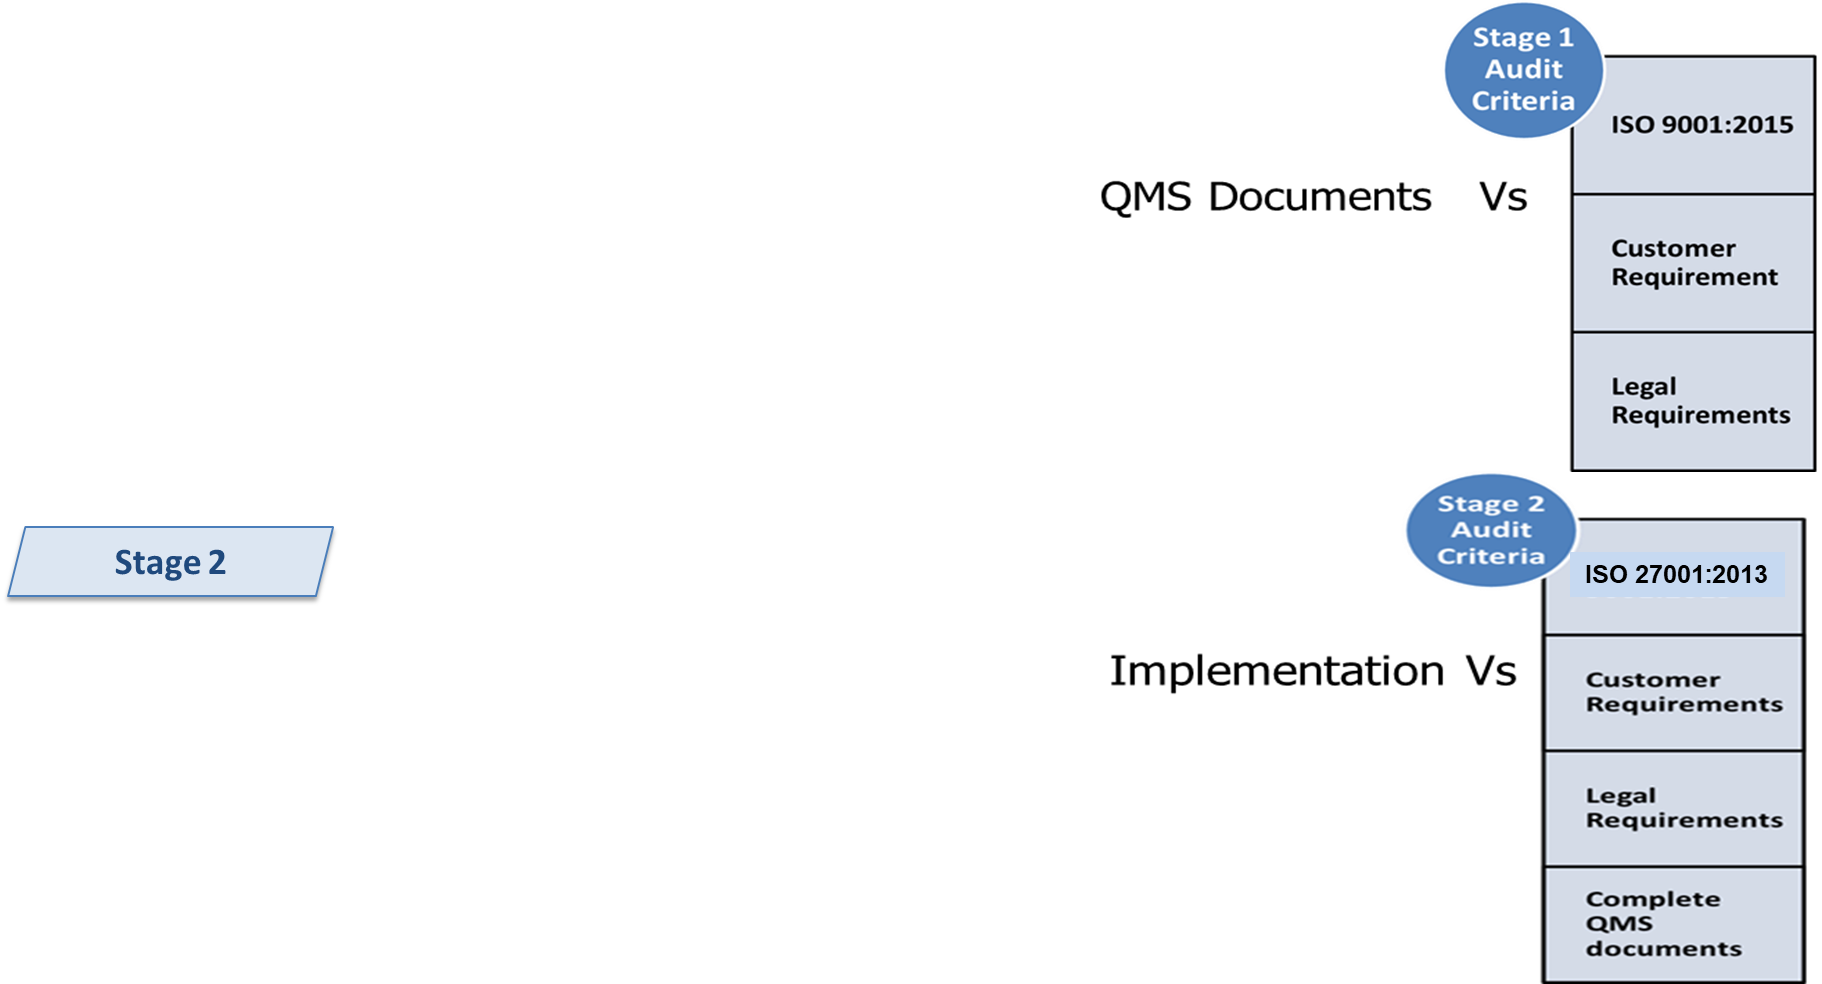 Stage 1
Audit
Criteria
ISO 9001:2015
QMS Documents Vs
Customer
Requirement
Legal
Requirements
Stage 2
Audit
Criteria
Stage 2
ISO 27001:2013
Implementation Vs
Customer
Requirements
Legal
Requirements
Complete
QMS
documents